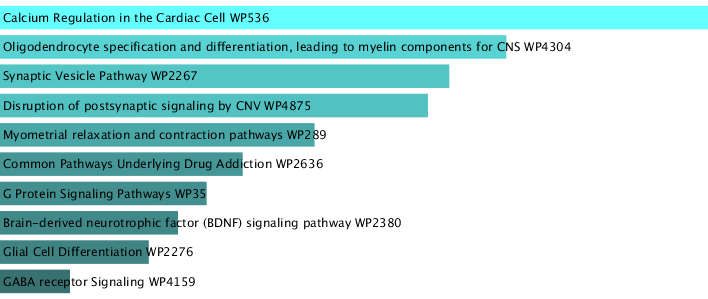 Calcium Regulation in the Cardiac Cell WP536
Oligodendrocyte specification and differentiation, leading to myelin components for CNS WP4304
Synaptic Vesicle Pathway WP2267
Disruption of postsynaptic signaling by CNV WP4875
Myometrial relaxation and contraction pathways WP289
Common Pathways Underlying Drug Addiction WP2636
G Protein Signaling Pathways WP35
Brain-derived neurotrophic factor (BDNF) signaling pathway WP2380
Glial Cell Differentiation WP2276
GABA receptor Signaling WP4159